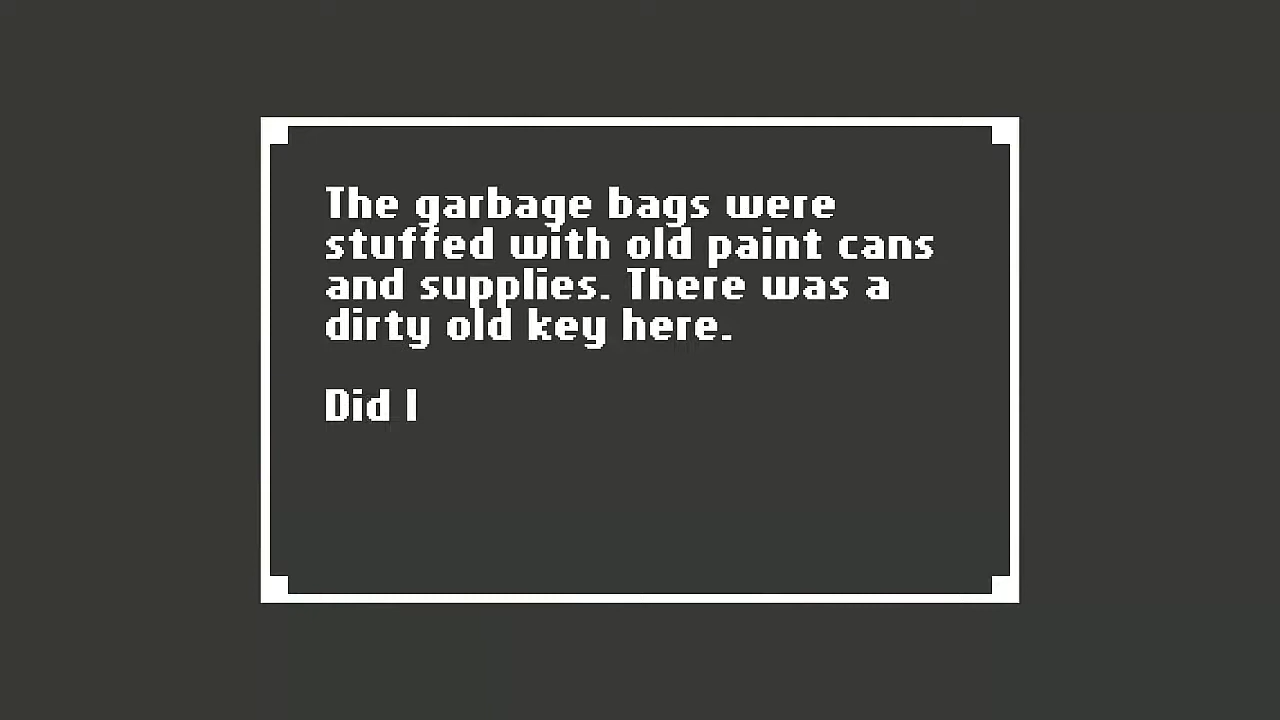 The garbage bags were
stuffed with old paint cans
and supplies. There was a
dirty old key here.
Did I